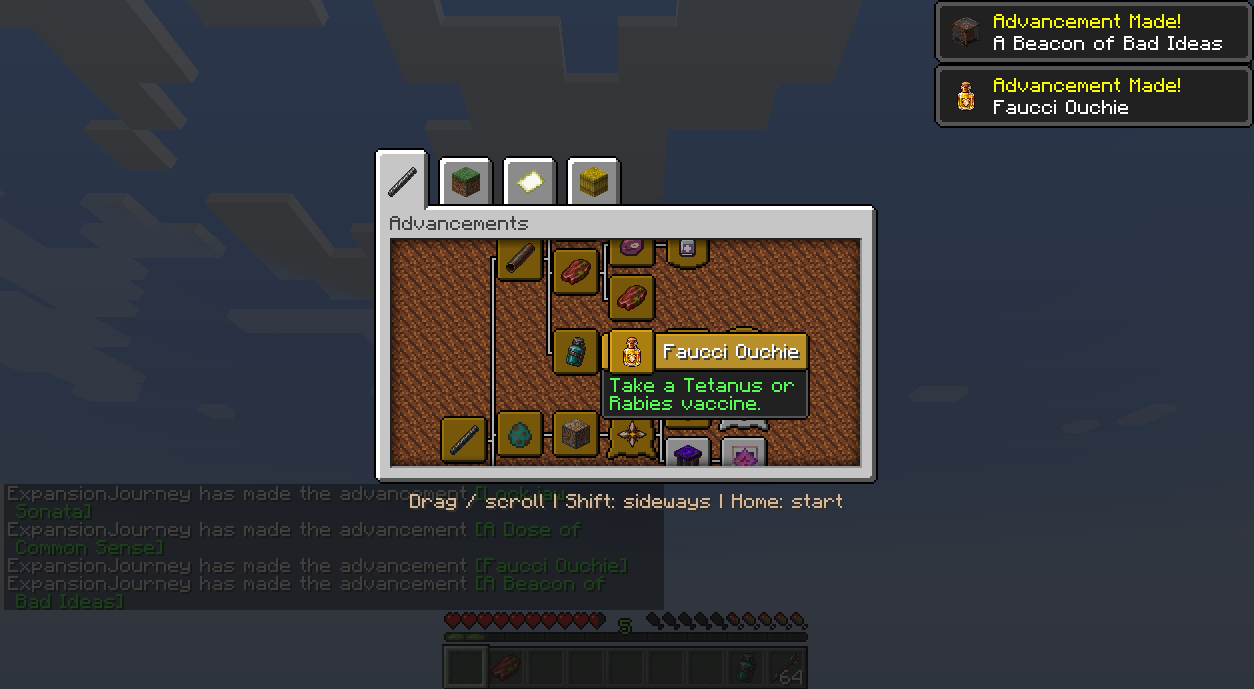 Advancement Made!
A Beacon of Bad Ideas
Advancement Made!
Faucci Ouchie
Advancements
Faucci Ouchie
Take a Tetanus or
Rabies vaccine.
Drag / scroll | Shift: sideways | Home: start
ExpansionJourney has made the advancement [Lockjaw
Sonata]
ExpansionJourney has made the advancement [A Dose of
Common Sense]
ExpansionJourney has made the advancement [Faucci Ouchie]
ExpansionJourney has made the advancement [A Beacon of
Bad Ideas]
5
64